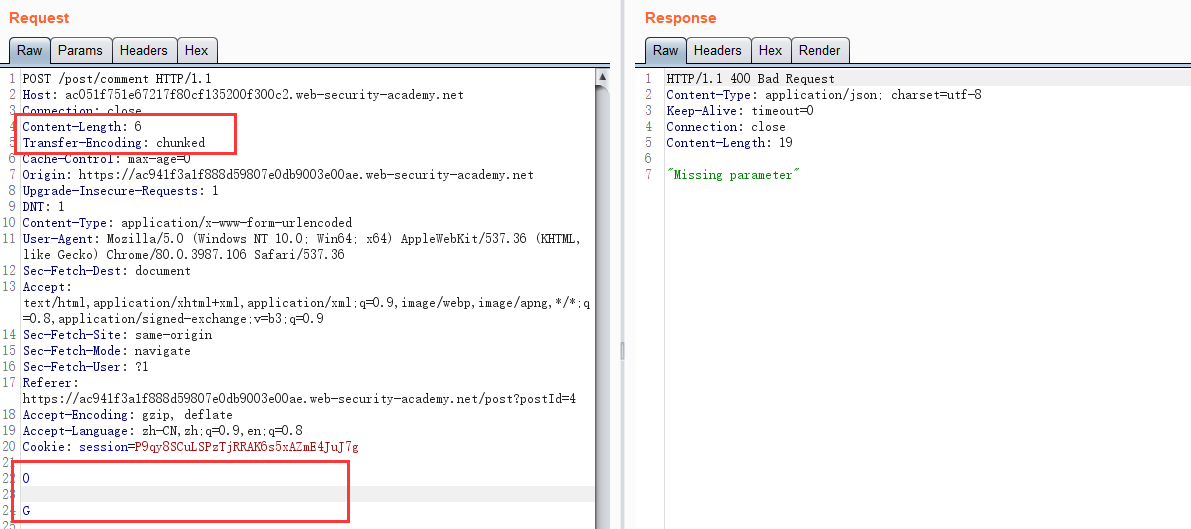 Request
Raw Params Headers Hex
1 POST /post/comment HTTP/1.1
2 Host: ac051f751e67217f80cf135200f300c2.web-security-academy.net
3 Connection: close
4 Content-Length: 6
5 Transfer-Encoding: chunked
6 Cache-Control: max-age=0
7 Origin: https://ac941f3a1f888d59807e0db9003e00ae.web-security-academy.net
8 Upgrade-Insecure-Requests: 1
9 DNT: 1
10 Content-Type: application/x-www-form-urlencoded
11 User-Agent: Mozilla/5.0 (Windows NT 10.0; Win64; x64) AppleWebKit/537.36 (KHTML,
like Gecko) Chrome/80.0.3987.106 Safari/537.36
12 Sec-Fetch-Dest: document
13 Accept:
text/html,application/xhtml+xml,application/xml;q=0.9,image/webp,image/apng,*/*;q
=0.8,application/signed-exchange;v=b3;q=0.9
14 Sec-Fetch-Site: same-origin
15 Sec-Fetch-Mode: navigate
16 Sec-Fetch-User: ?1
17 Referer:
https://ac941f3a1f888d59807e0db9003e00ae.web-security-academy.net/post?postId=4
18 Accept-Encoding: gzip, deflate
19 Accept-Language: zh-CN,zh;q=0.9,en;q=0.8
20 Cookie: session=P9qy8SCuLSPzTjRRAK6s5xAZmE4JuJ7g
21
22 0
23
24 G
25
Response
Raw Headers Hex Render
1 HTTP/1.1 400 Bad Request
2 Content-Type: application/json; charset=utf-8
3 Keep-Alive: timeout=0
4 Connection: close
5 Content-Length: 19
6
7 "Missing parameter"